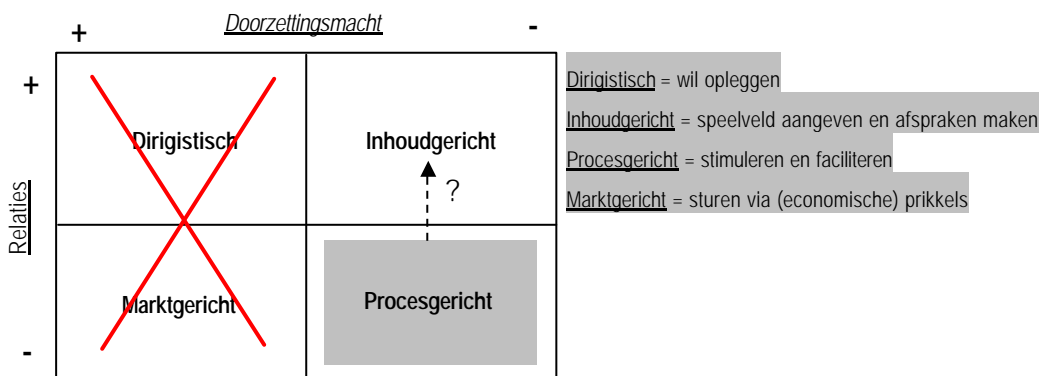 Doorzettingsmacht
+ -
+
Relaties
-
Dirigistisch Inhoudgericht
?
Marktgericht Procesgericht
Dirigistisch = wil opleggen
Inhoudgericht = speelveld aangeven en afspraken maken
Procesgericht = stimuleren en faciliteren
Marktgericht = sturen via (economische) prikkels